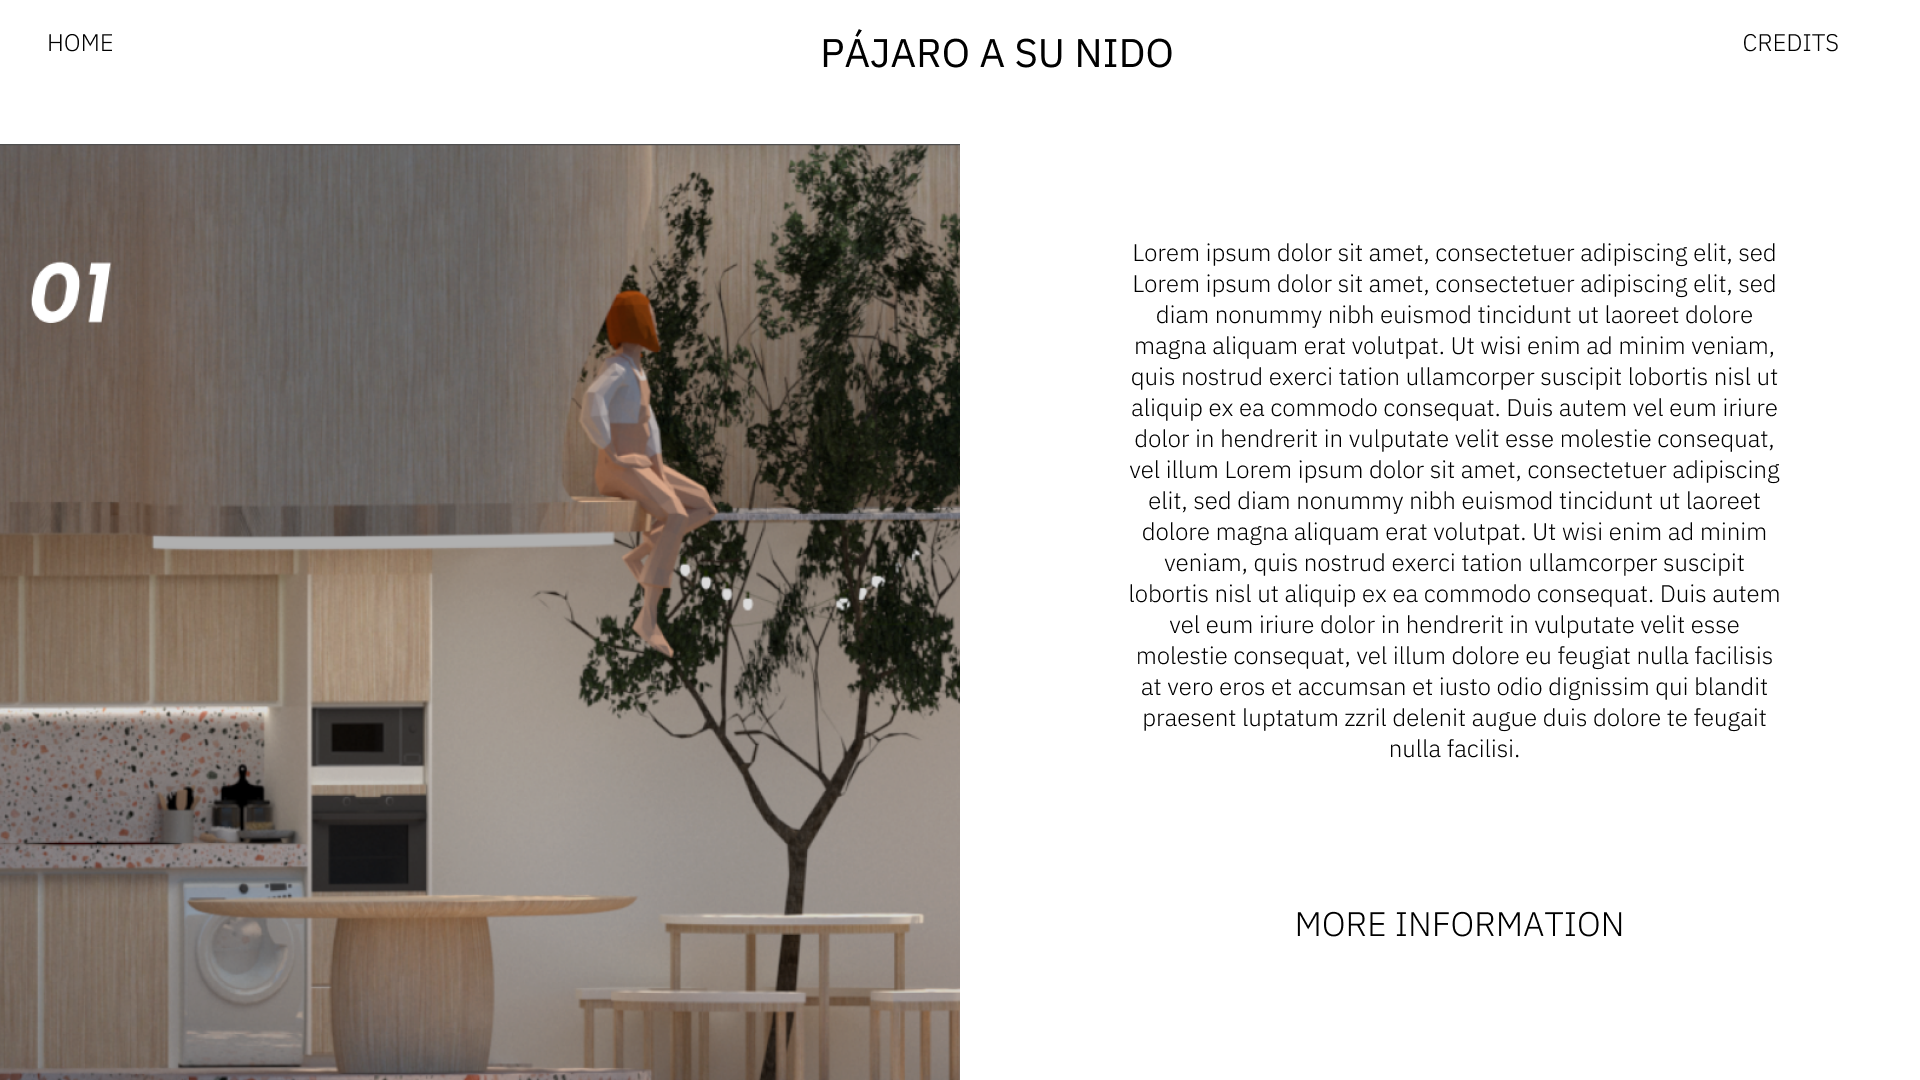 HOME
PÁJARO A SU NIDO
CREDITS
01
Lorem ipsum dolor sit amet, consectetuer adipiscing elit, sed
Lorem ipsum dolor sit amet, consectetuer adipiscing elit, sed
diam nonummy nibh euismod tincidunt ut laoreet dolore
magna aliquam erat volutpat. Ut wisi enim ad minim veniam,
quis nostrud exerci tation ullamcorper suscipit lobortis nisl ut
aliquip ex ea commodo consequat. Duis autem vel eum iriure
dolor in hendrerit in vulputate velit esse molestie consequat,
vel illum Lorem ipsum dolor sit amet, consectetuer adipiscing
elit, sed diam nonummy nibh euismod tincidunt ut laoreet
dolore magna aliquam erat volutpat. Ut wisi enim ad minim
veniam, quis nostrud exerci tation ullamcorper suscipit
lobortis nisl ut aliquip ex ea commodo consequat. Duis autem
vel eum iriure dolor in hendrerit in vulputate velit esse
molestie consequat, vel illum dolore eu feugiat nulla facilisis
at vero eros et accumsan et iusto odio dignissim qui blandit
praesent luptatum zzril delenit augue duis dolore te feugait
nulla facilisi.
MORE INFORMATION